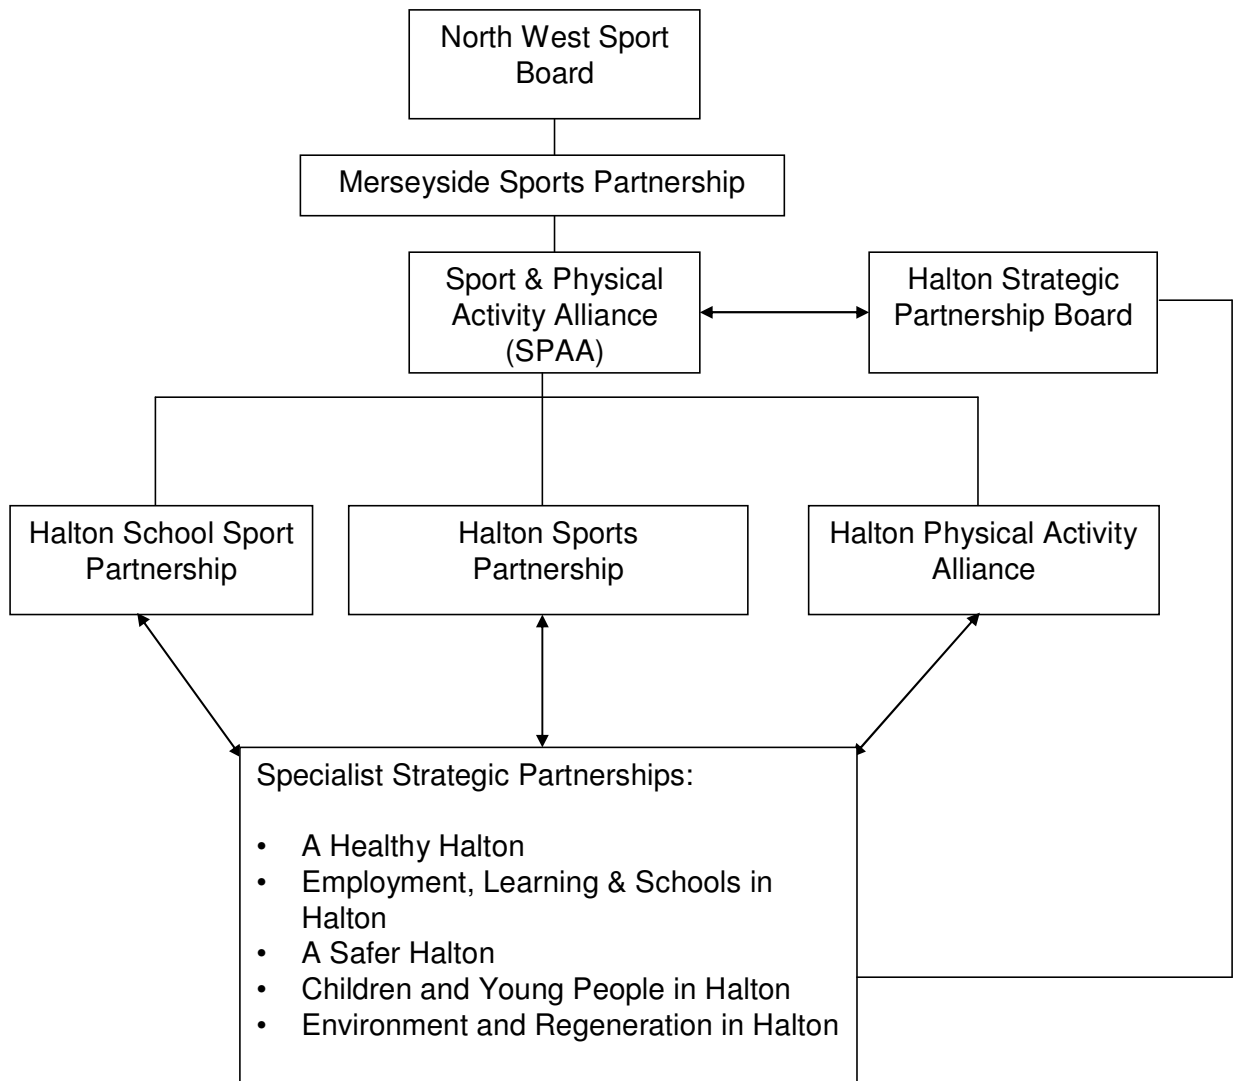 North West Sport
Board
Merseyside Sports Partnership
Sport & Physical
Activity Alliance
(SPAA)
Halton Strategic
Partnership Board
Halton School Sport
Partnership
Halton Sports
Partnership
Halton Physical Activity
Alliance
Specialist Strategic Partnerships:
• A Healthy Halton
• Employment, Learning & Schools in
Halton
• A Safer Halton
• Children and Young People in Halton
• Environment and Regeneration in Halton